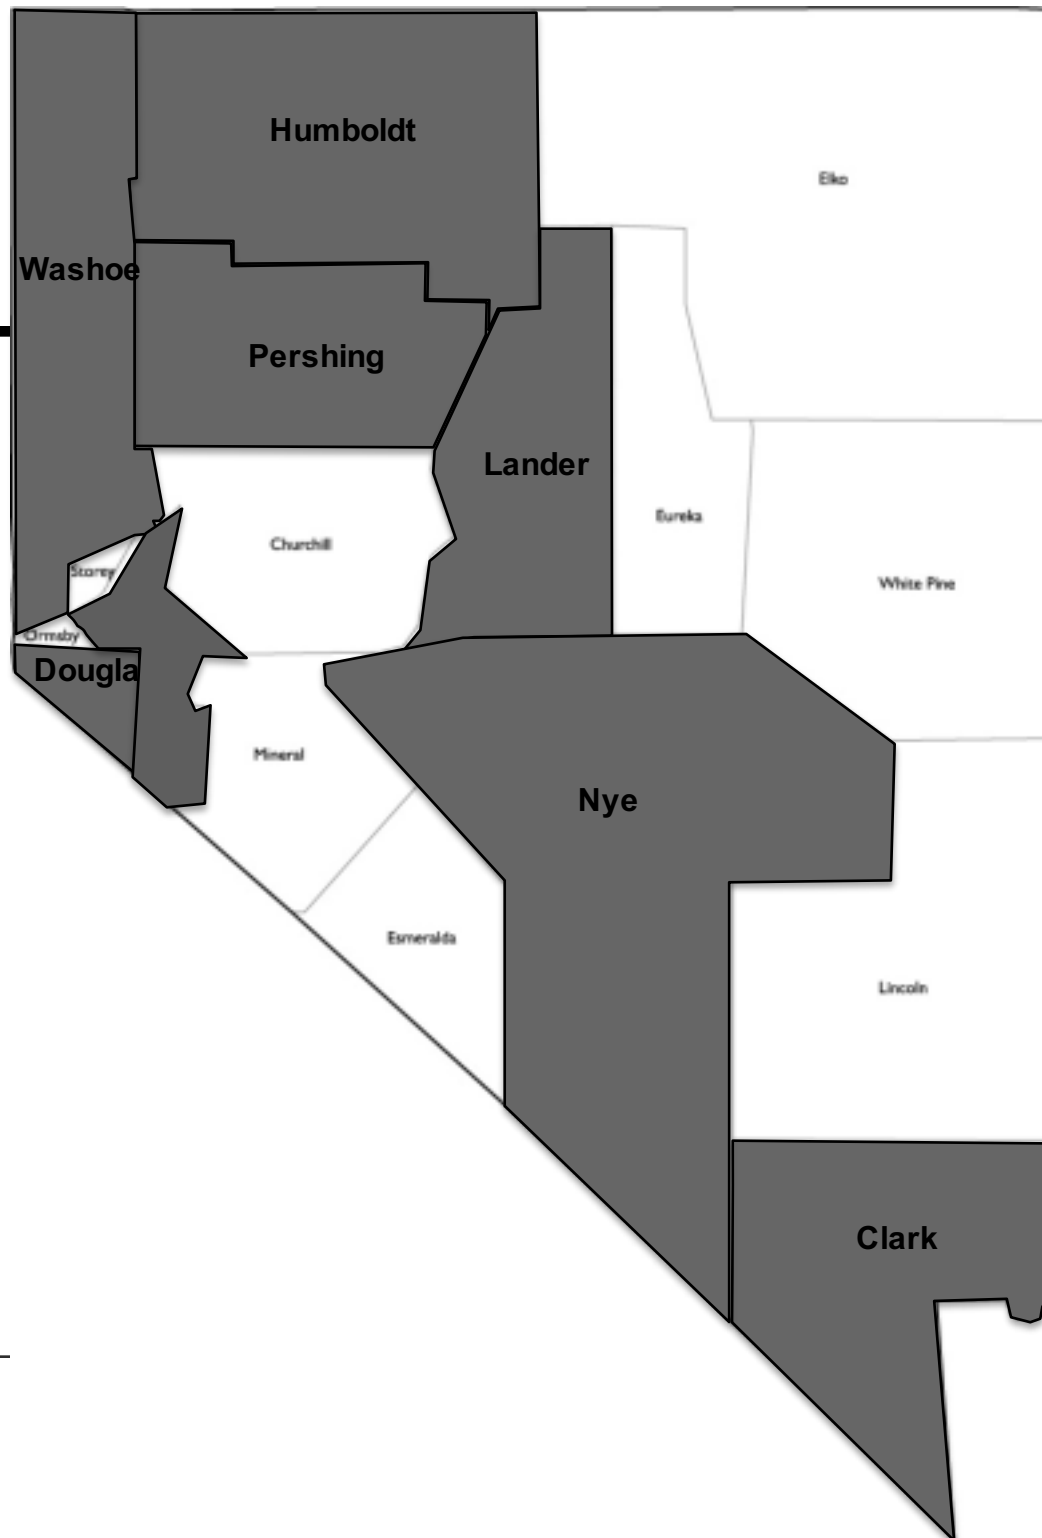 Humboldt
Elko
Washoe
Pershing
Lander
Eureka
Churchill
Storey
White Pine
Ormsby
Dougla
Mineral
Nye
Esmeralda
Lincoln
Clark